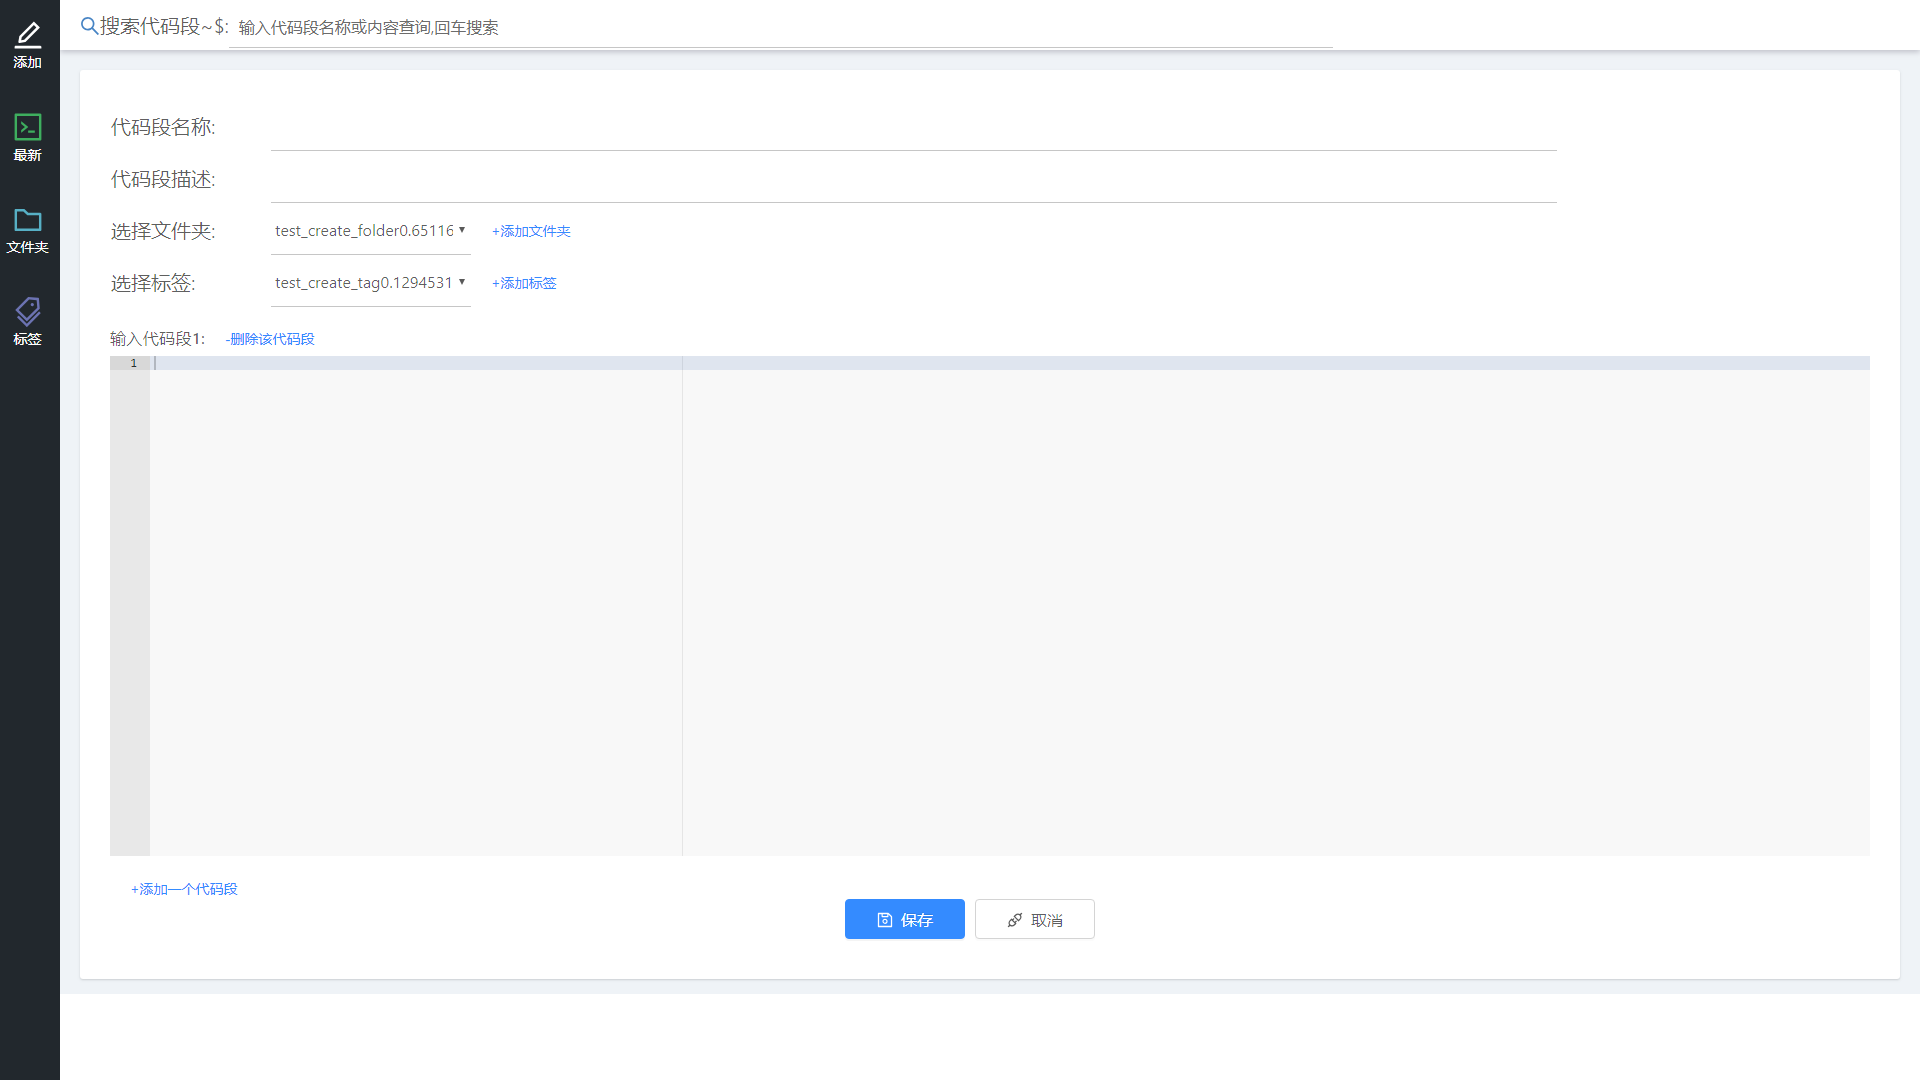 添加
最新
文件夹
标签
搜索代码段~$: 输入代码段名称或内容查询,回车搜索
代码段名称:
代码段描述:
选择文件夹: test_create_folder0.65116 +添加文件夹
选择标签: test_create_tag0.1294531 +添加标签
输入代码段1: -删除该代码段
1
+添加一个代码段
保存 取消